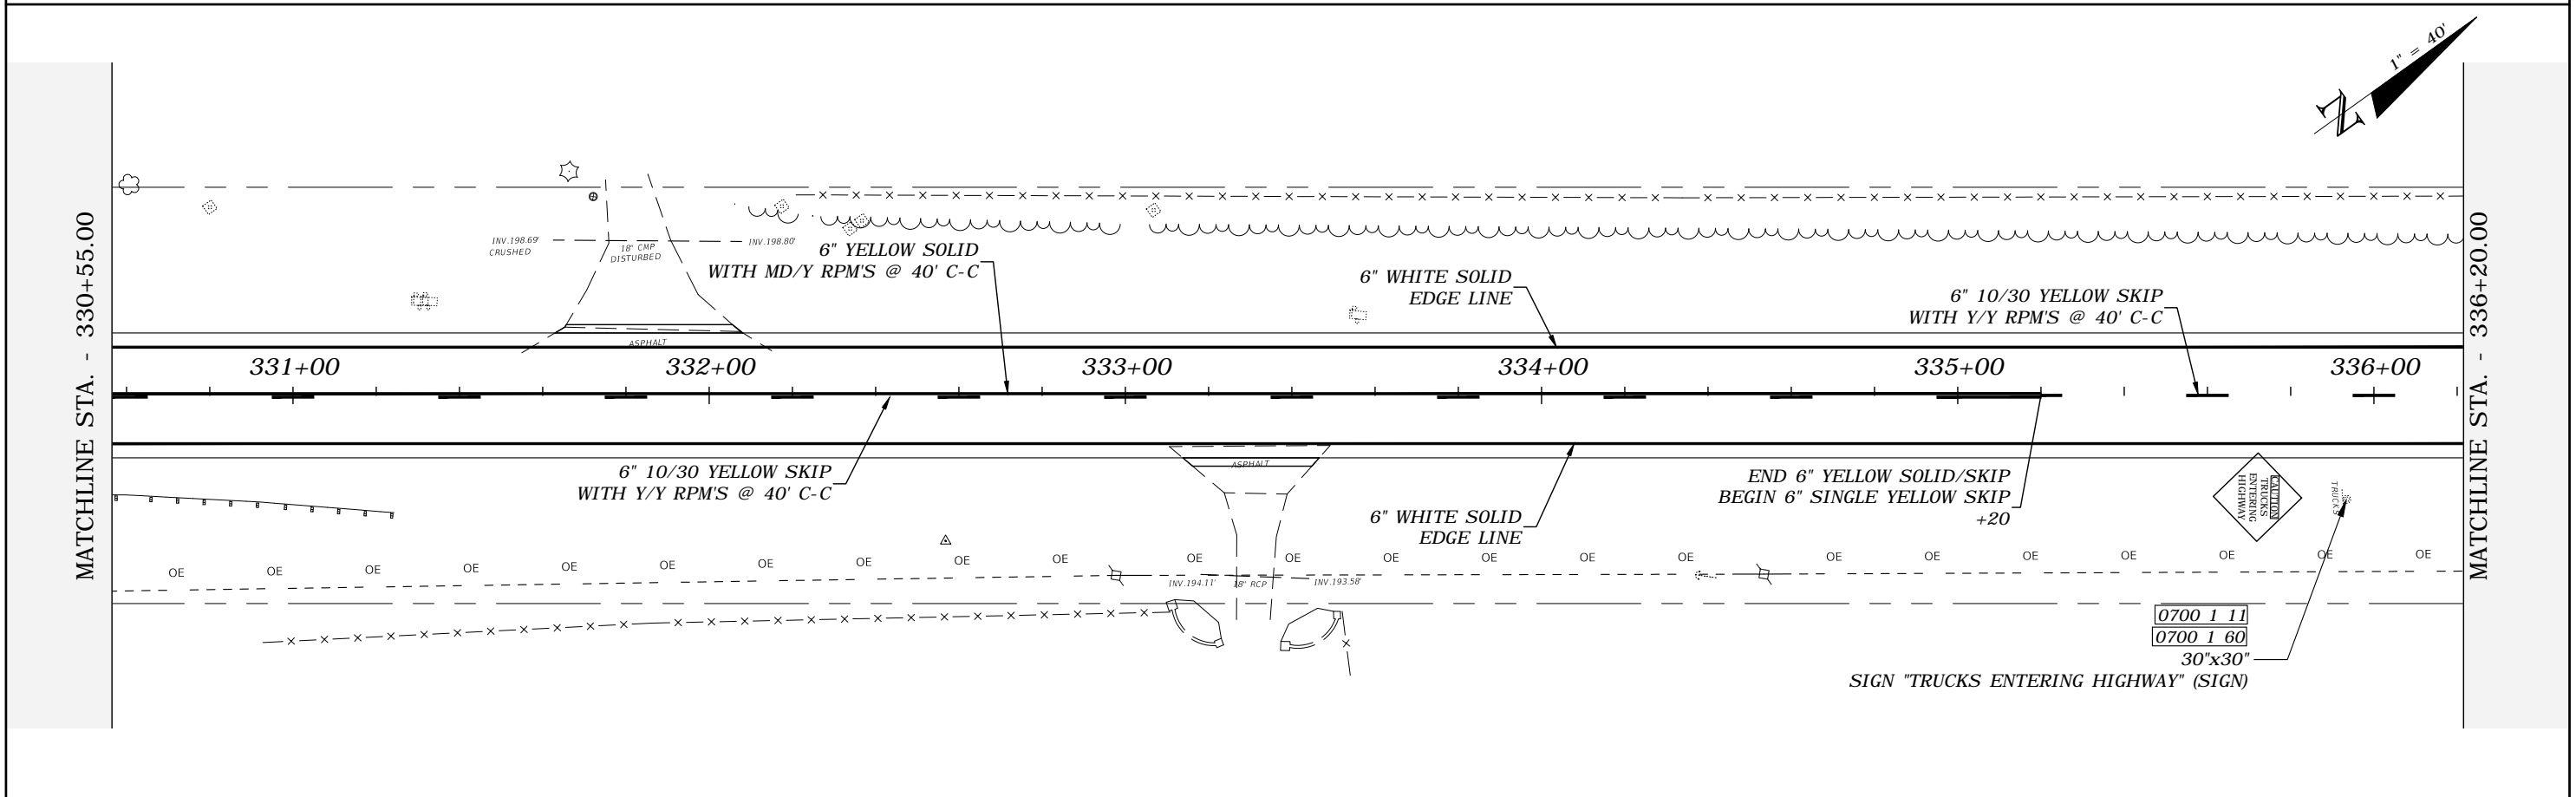 1" = 40'
N
MATCHLINE STA. - 330+55.00
INV.198.69'
CRUSHED
18" CMP
DISTURBED
INV.198.80'
6" YELLOW SOLID
WITH MD/Y RPM'S @ 40' C-C
6" WHITE SOLID
EDGE LINE
6" 10/30 YELLOW SKIP
WITH Y/Y RPM'S @ 40' C-C
MATCHLINE STA. - 336+20.00
ASPHALT
331+00
332+00
333+00
334+00
335+00
336+00
6" 10/30 YELLOW SKIP
WITH Y/Y RPM'S @ 40' C-C
ASPHALT
6" WHITE SOLID
EDGE LINE
END 6" YELLOW SOLID/SKIP
BEGIN 6" SINGLE YELLOW SKIP
+20
CAUTION
TRUCKS
ENTERING
HIGHWAY
TRUCKS
OE OE OE OE OE OE OE OE OE OE OE OE OE OE OE OE OE OE OE OE OE OE OE
INV.194.11'
18" RCP
INV.193.58'
0700 1 11
0700 1 60
30"x30"
SIGN "TRUCKS ENTERING HIGHWAY" (SIGN)